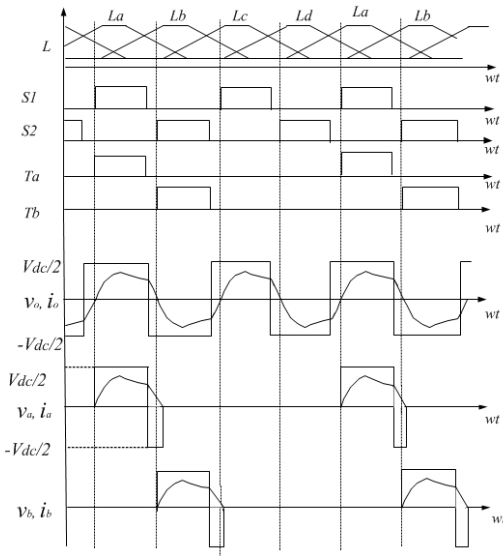 La Lb Lc Ld La Lb
L
wt
S1
wt
S2
wt
Ta
wt
Tb
wt
Vdc/2
vo, io
wt
-Vdc/2
Vdc/2
va, ia
wt
-Vdc/2
vb, ib